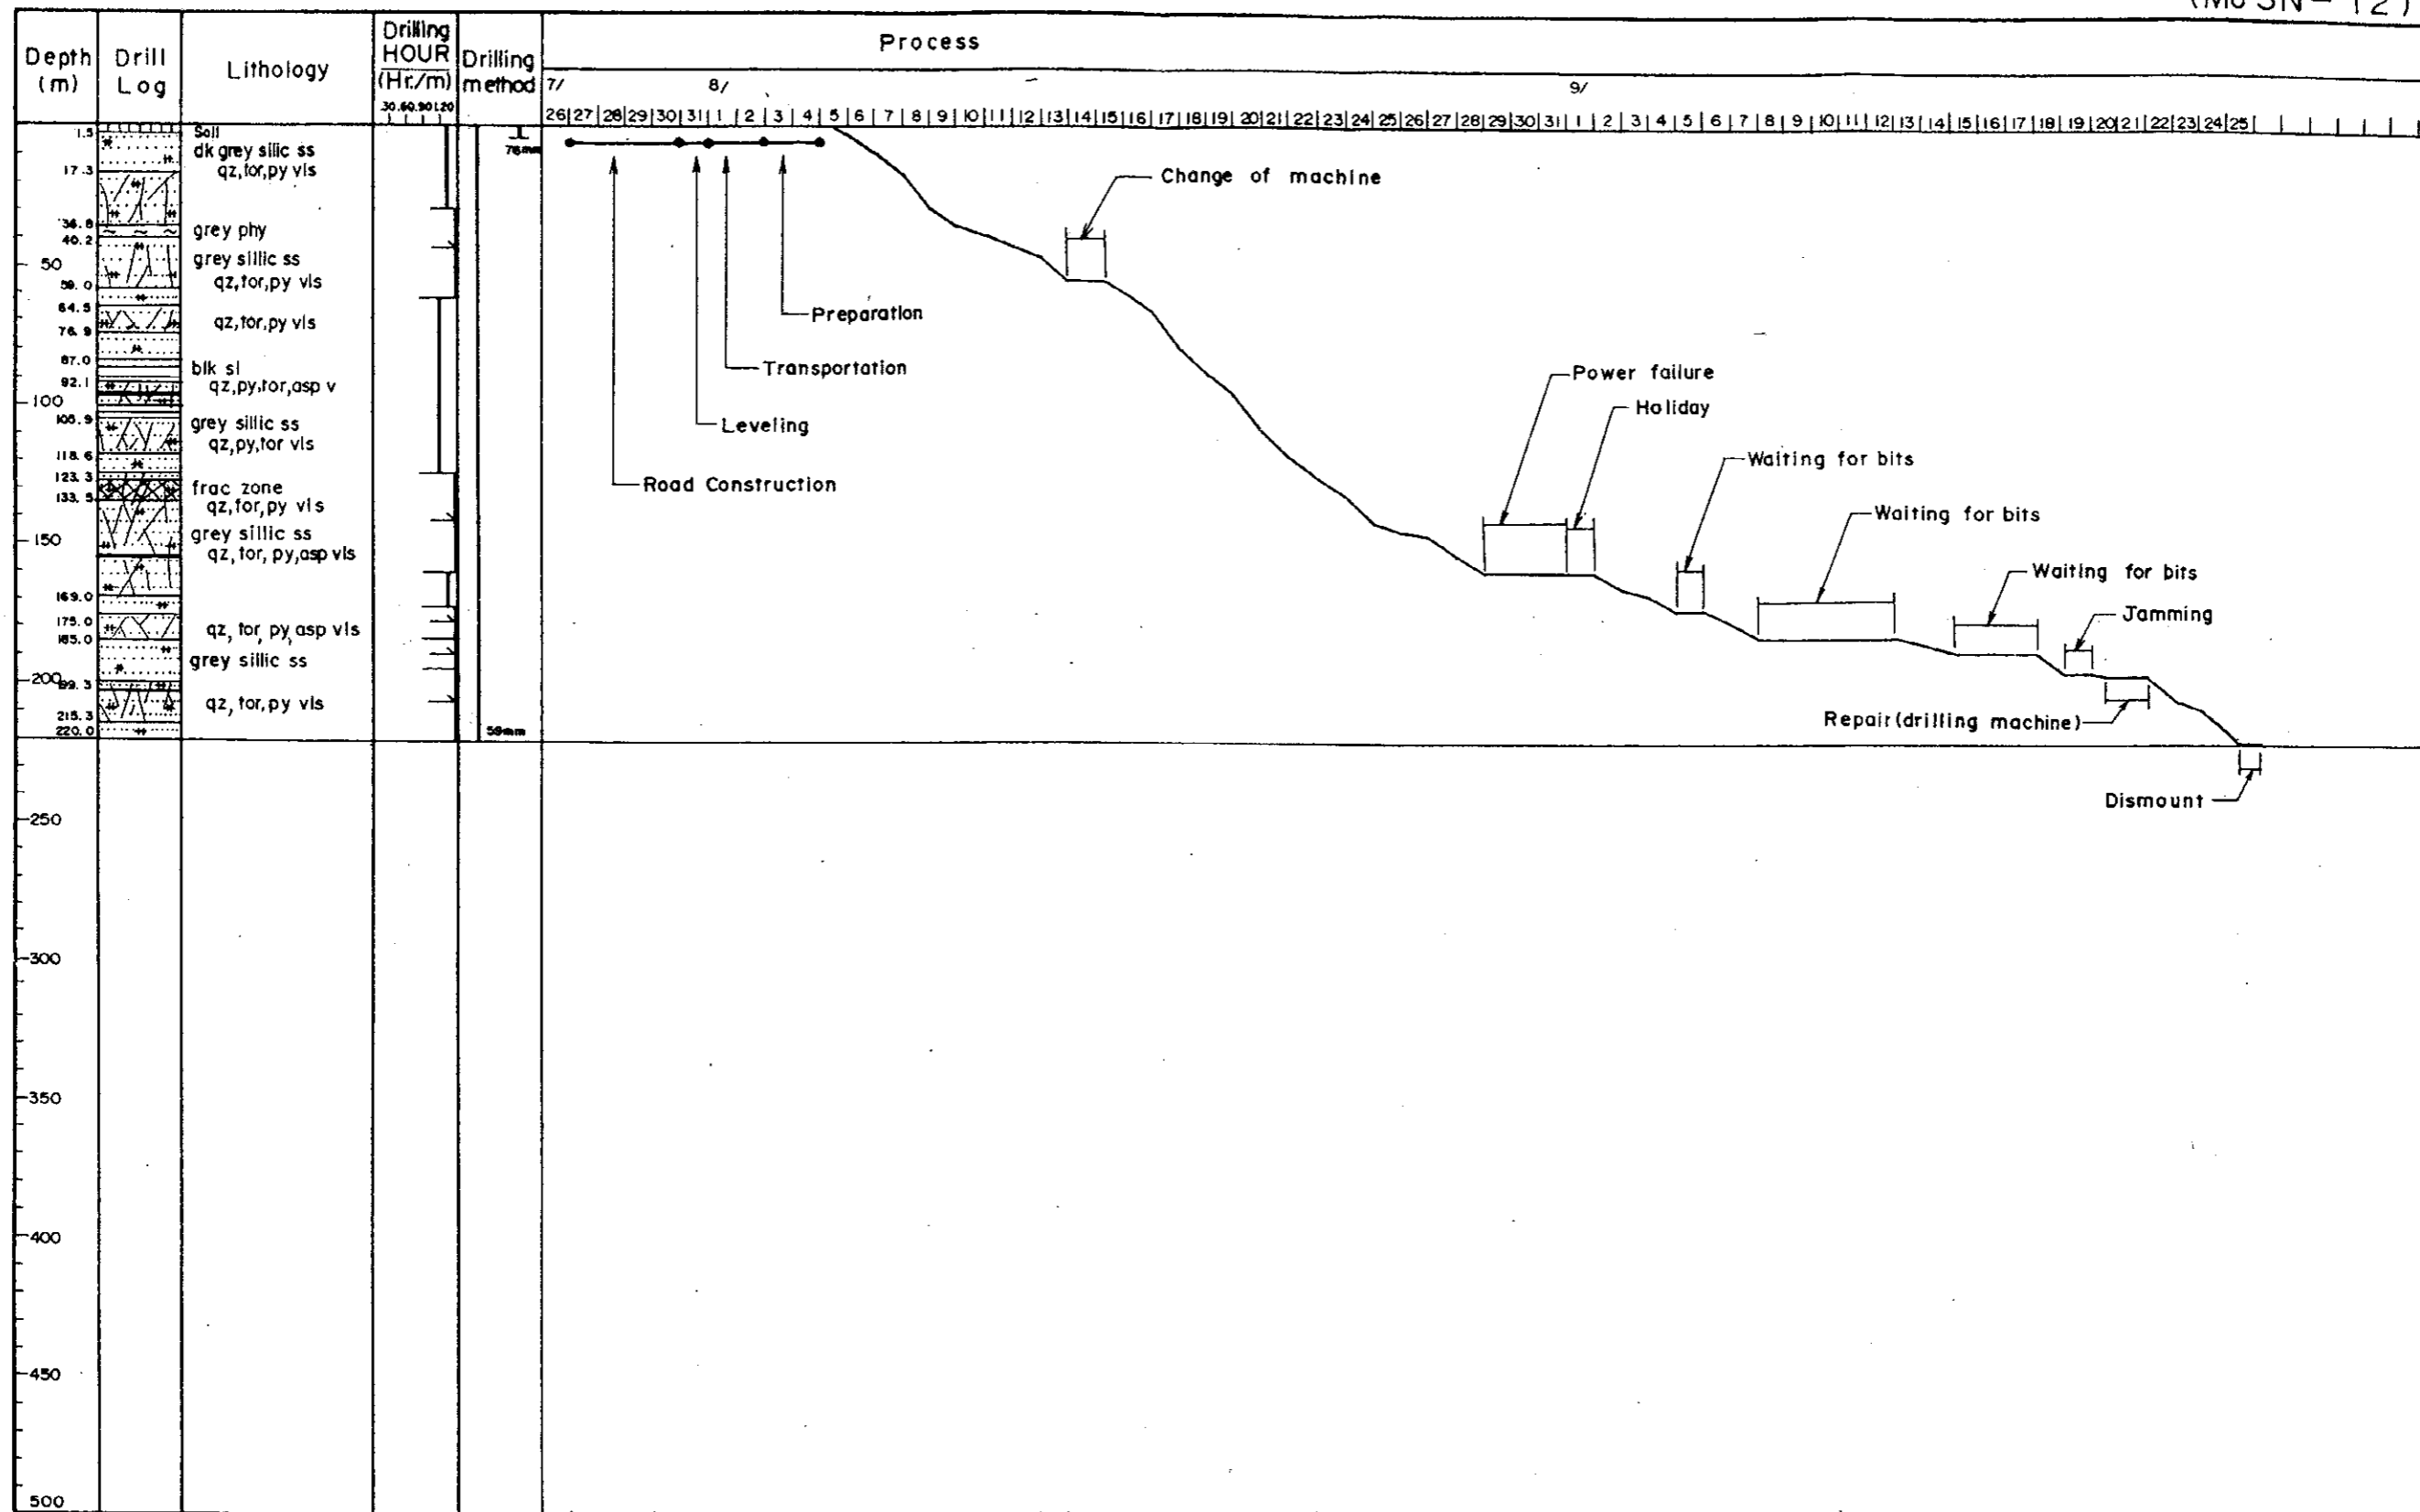 Depth
(m)
Drill
Log
Lithology
Drilling
HOUR
(Hr./m)
30.60.90120
Drilling
method
Process
7/ 8/ 9/
26|27|28|29|30|31|1|2|3|4|5|6|7|8|9|10|11|12|13|14|15|16|17|18|19|20|21|22|23|24|25|26|27|28|29|30|31|1|2|3|4|5|6|7|8|9|10|11|12|13|14|15|16|17|18|19|20|21|22|23|24|25|
1.5
17.3
36.8
40.2
50
59.0
64.5
76.9
87.0
92.1
100
118.6
123.3
133.5
150
169.0
175.0
185.0
200
215.3
220.0
250
300
350
400
450
500
Soil
dk grey silic ss
qz,tor,py vls
grey phy
grey sillic ss
qz,tor,py vls
qz,tor,py vls
blk sl
qz,py,tor,asp v
grey sillic ss
qz,py,tor vls
frac zone
qz,tor,py vls
grey sillic ss
qz, tor, py,asp vls
qz, tor, py,asp vls
grey sillic ss
qz, tor,py vls
76mm
59mm
Change of machine
Preparation
Transportation
Leveling
Road Construction
Power failure
Holiday
Waiting for bits
Waiting for bits
Waiting for bits
Jamming
Repair(drilling machine)
Dismount